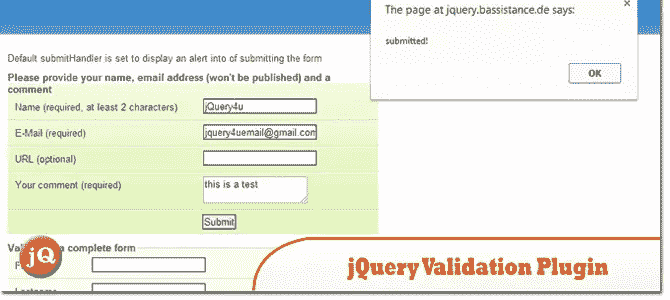 The page at jquery.bassistance.de says:
submitted!
OK
Default submitHandler is set to display an alert into of submitting the form
Please provide your name, email address (won't be published) and a
comment
Name (required, at least 2 characters)
jQuery4u
E-Mail (required)
jquery4uemail@gmail.com
URL (optional)
Your comment (required)
this is a test
Submit
a complete form
jQ
jQuery Validation Plugin